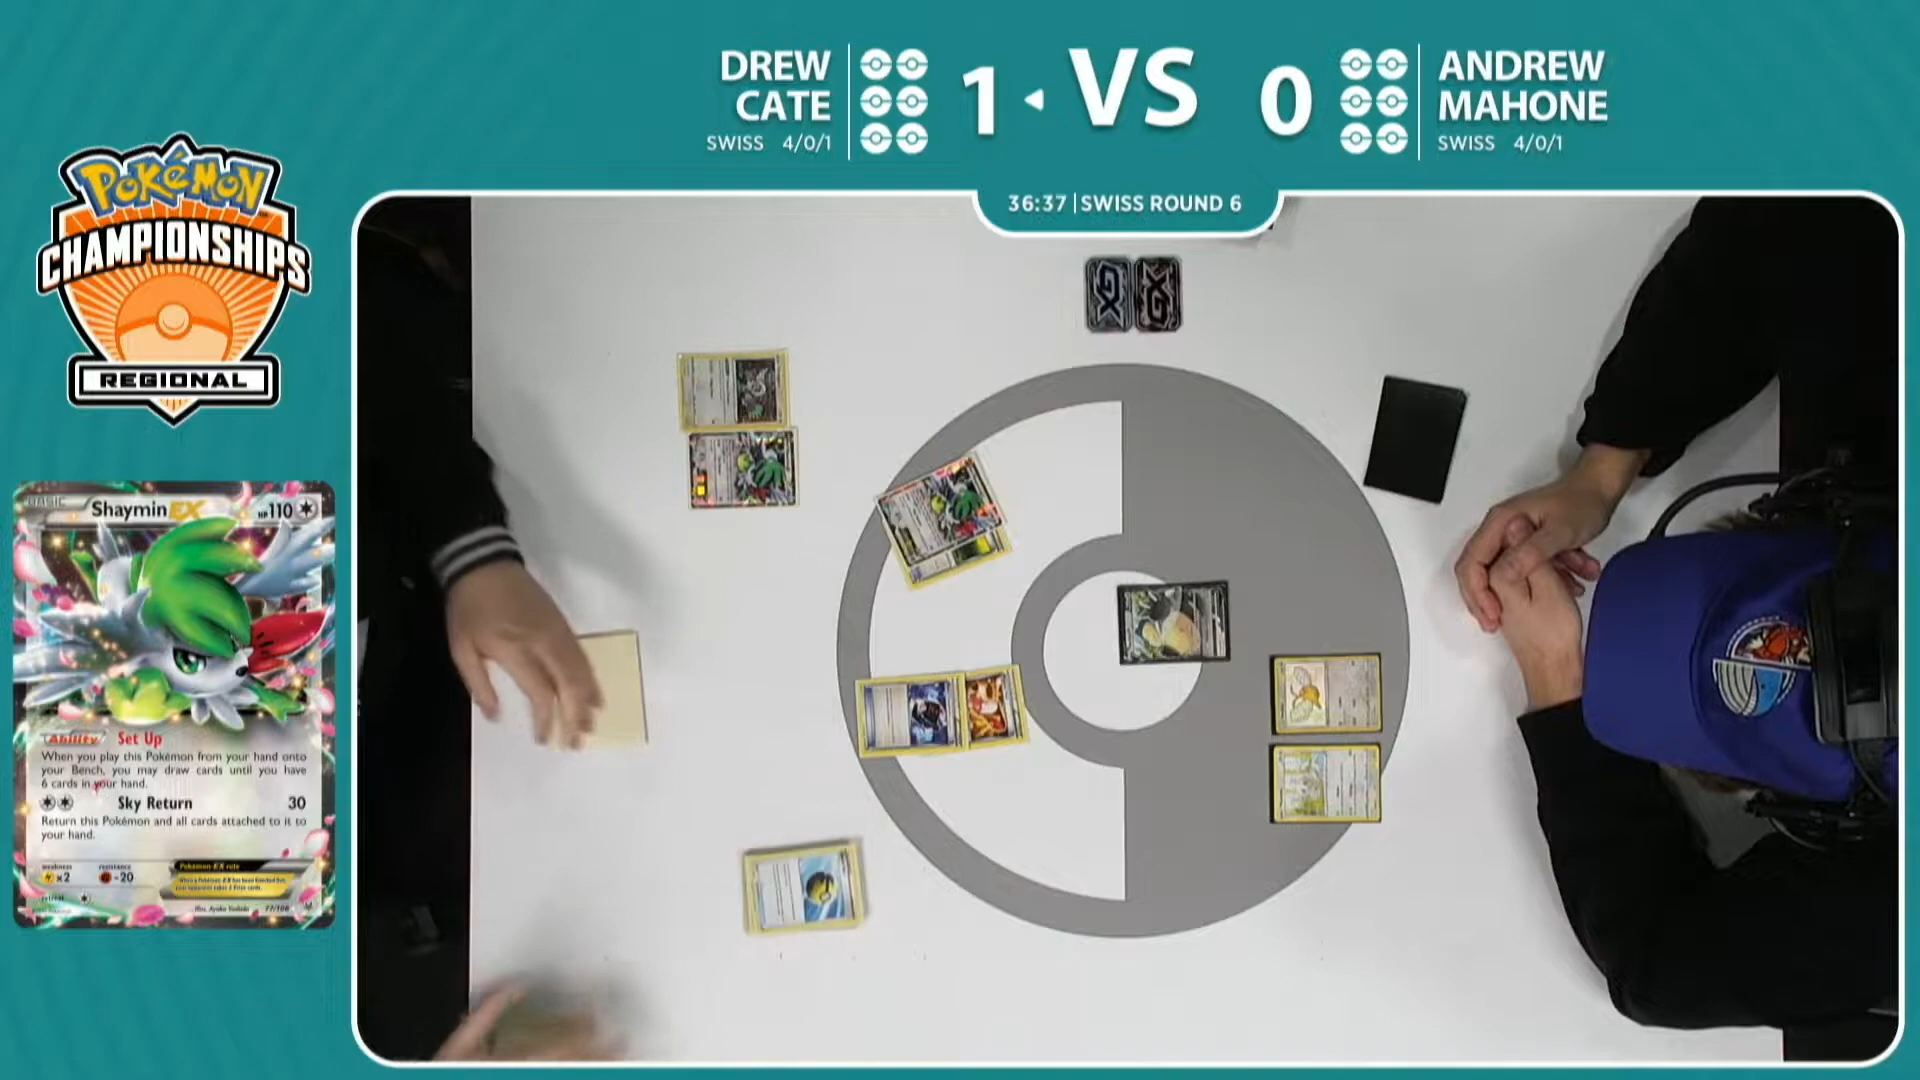 DREW
CATE
SWISS 4/0/1
1
VS
0
ANDREW
MAHONE
SWISS 4/0/1
36:37 | SWISS ROUND 6
POKéMON
CHAMPIONSHIPS
REGIONAL
GX
GX
BASIC
Shaymin EX
HP110
Ability Set Up
When you play this Pokémon from your hand onto
your Bench, you may draw cards until you have
6 cards in your hand.
Sky Return 30
Return this Pokémon and all cards attached to it to
your hand.
weakness
×2
resistance
-20
Pokémon-EX rule
77/108